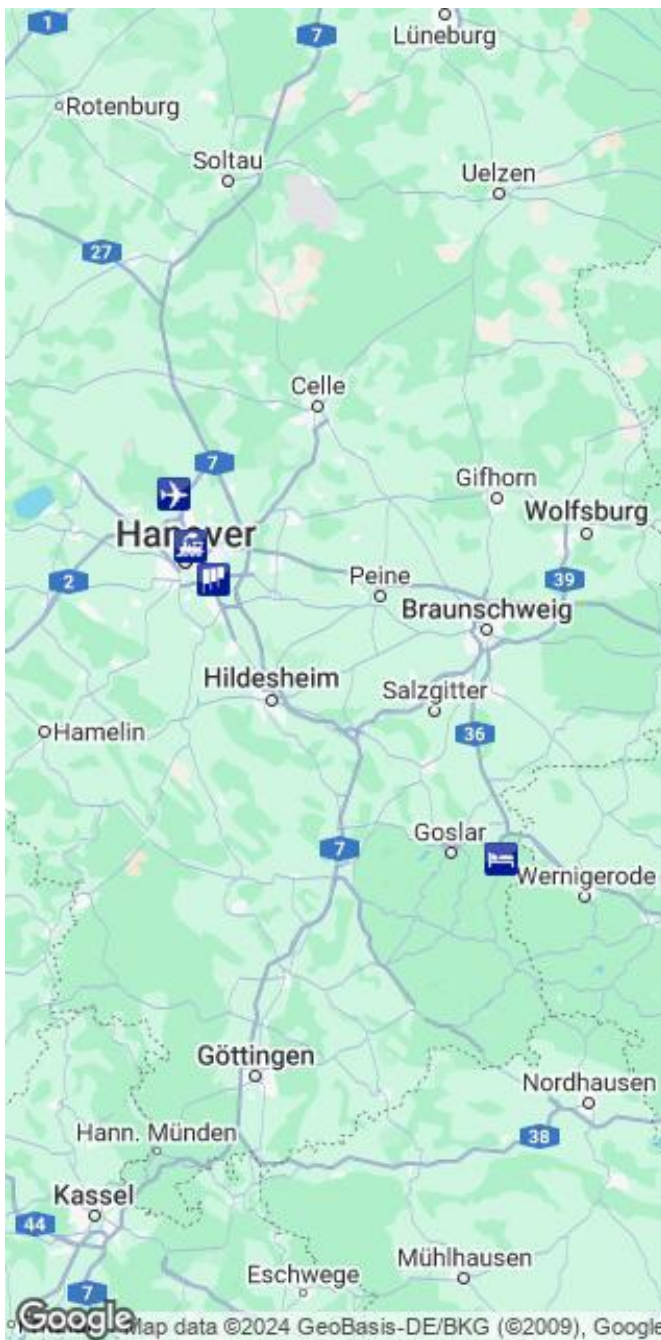 1
7
Lüneburg
Rotenburg
Soltau
Uelzen
27
Celle
7
Gifhorn
Hanover
Wolfsburg
2
Peine
39
Braunschweig
Hildesheim
Salzgitter
Hamelin
36
7
Goslar
Wernigerode
Göttingen
Nordhausen
Hann. Münden
38
Kassel
44
Mühlhausen
Eschwege
7
Google
Map data ©2024 GeoBasis-DE/BKG (©2009), Google